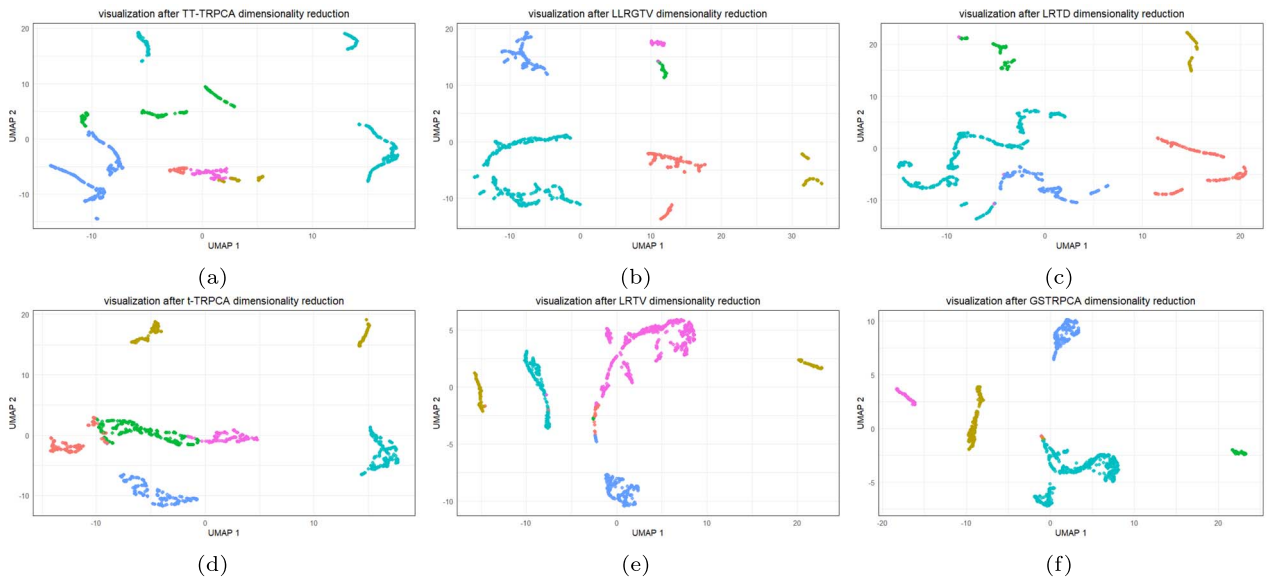 visualization after TT-TRPCA dimensionality reduction
20
10
0
-10
UMAP 2
-10
0
10
UMAP 1
(a)
visualization after LLRGTV dimensionality reduction
20
10
0
-10
UMAP 2
-10
0
10
20
30
UMAP 1
(b)
visualization after LRTD dimensionality reduction
20
10
0
-10
UMAP 2
-10
0
10
20
UMAP 1
(c)
visualization after t-TRPCA dimensionality reduction
20
10
0
-10
UMAP 2
-10
0
10
UMAP 1
(d)
visualization after LRTV dimensionality reduction
5
0
-5
-10
UMAP 2
-10
0
10
20
UMAP 1
(e)
visualization after GSTRPCA dimensionality reduction
10
5
0
-5
UMAP 2
-20
-10
0
10
20
UMAP 1
(f)